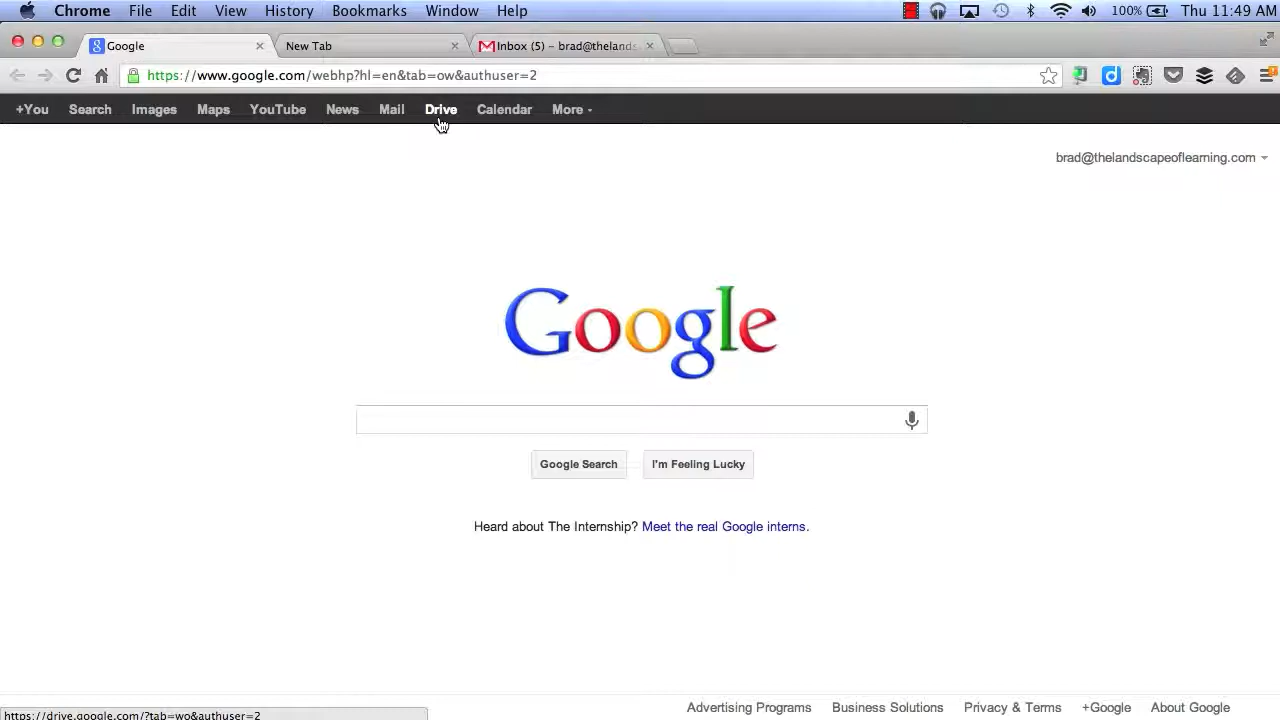 Chrome File Edit View History Bookmarks Window Help 100% Thu 11:49 AM
Google New Tab Inbox (5) – brad@thelands
https://www.google.com/webhp?hl=en&tab=ow&authuser=2
+You Search Images Maps YouTube News Mail Drive Calendar More
brad@thelandscapeoflearning.com
Google
Google Search I'm Feeling Lucky
Heard about The Internship? Meet the real Google interns.
https://drive.google.com/?tab=wo&authuser=2
Advertising Programs Business Solutions Privacy & Terms +Google About Google